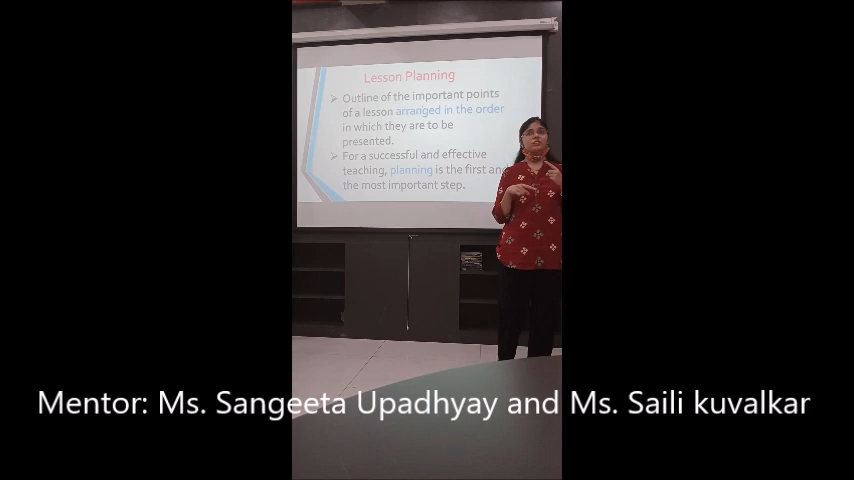 Lesson Planning
Outline of the important points
of a lesson arranged in the order
in which they are to be
presented.
For a successful and effective
teaching, planning is the first and
the most important step.
Mentor: Ms. Sangeeta Upadhyay and Ms. Saili kuvalkar